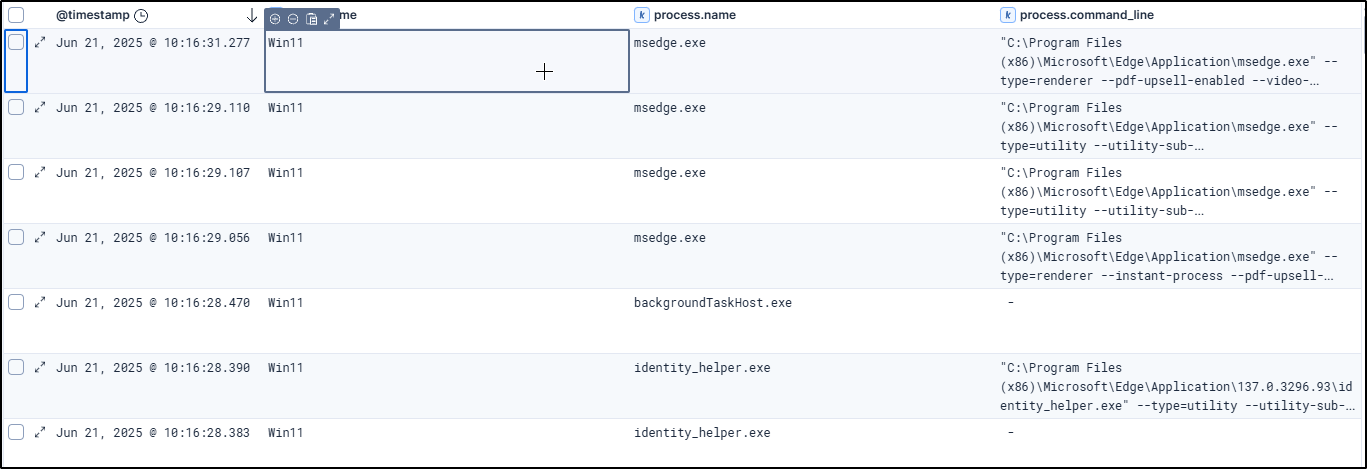 @timestamp me k process.name k process.command_line
Jun 21, 2025 @ 10:16:31.277 Win11 msedge.exe "C:\Program Files
(x86)\Microsoft\Edge\Application\msedge.exe" --
type=renderer --pdf-upsell-enabled --video-…
Jun 21, 2025 @ 10:16:29.110 Win11 msedge.exe "C:\Program Files
(x86)\Microsoft\Edge\Application\msedge.exe" --
type=utility --utility-sub-…
Jun 21, 2025 @ 10:16:29.107 Win11 msedge.exe "C:\Program Files
(x86)\Microsoft\Edge\Application\msedge.exe" --
type=utility --utility-sub-…
Jun 21, 2025 @ 10:16:29.056 Win11 msedge.exe "C:\Program Files
(x86)\Microsoft\Edge\Application\msedge.exe" --
type=renderer --instant-process --pdf-upsell-…
Jun 21, 2025 @ 10:16:28.470 Win11 backgroundTaskHost.exe -
Jun 21, 2025 @ 10:16:28.390 Win11 identity_helper.exe "C:\Program Files
(x86)\Microsoft\Edge\Application\137.0.3296.93\id
entity_helper.exe" --type=utility --utility-sub-…
Jun 21, 2025 @ 10:16:28.383 Win11 identity_helper.exe -